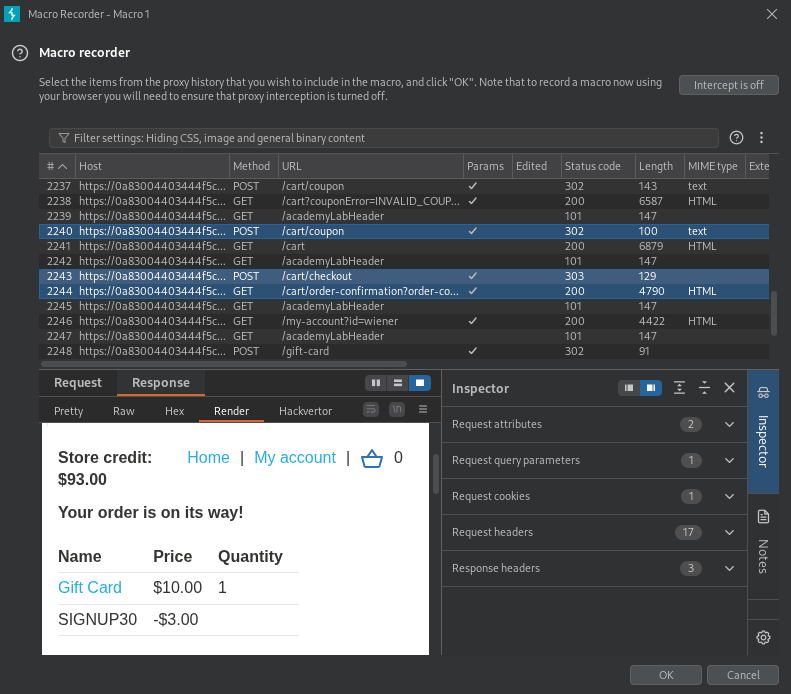 Macro Recorder - Macro 1
Macro recorder
Select the items from the proxy history that you wish to include in the macro, and click "OK". Note that to record a macro now using
your browser you will need to ensure that proxy interception is turned off.
Intercept is off
Filter settings: Hiding CSS, image and general binary content
# Host Method URL Params Edited Status code Length MIME type Exte
2237 https://0a83004403444f5c... POST /cart/coupon ✓ 302 143 text
2238 https://0a83004403444f5c... GET /cart?couponError=INVALID_COUP... ✓ 200 6587 HTML
2239 https://0a83004403444f5c... GET /academyLabHeader 101 147
2240 https://0a83004403444f5c... POST /cart/coupon ✓ 302 100 text
2241 https://0a83004403444f5c... GET /cart 200 6879 HTML
2242 https://0a83004403444f5c... GET /academyLabHeader 101 147
2243 https://0a83004403444f5c... POST /cart/checkout ✓ 303 129
2244 https://0a83004403444f5c... GET /cart/order-confirmation?order-co... ✓ 200 4790 HTML
2245 https://0a83004403444f5c... GET /academyLabHeader 101 147
2246 https://0a83004403444f5c... GET /my-account?id=wiener ✓ 200 4422 HTML
2247 https://0a83004403444f5c... GET /academyLabHeader 101 147
2248 https://0a83004403444f5c... POST /gift-card ✓ 302 91
Request Response
Pretty Raw Hex Render Hackvertor \n
Store credit: Home | My account | 0
$93.00
Your order is on its way!
Name Price Quantity
Gift Card $10.00 1
SIGNUP30 -$3.00
Inspector
Request attributes 2
Request query parameters 1
Request cookies 1
Request headers 17
Response headers 3
Inspector
Notes
OK Cancel